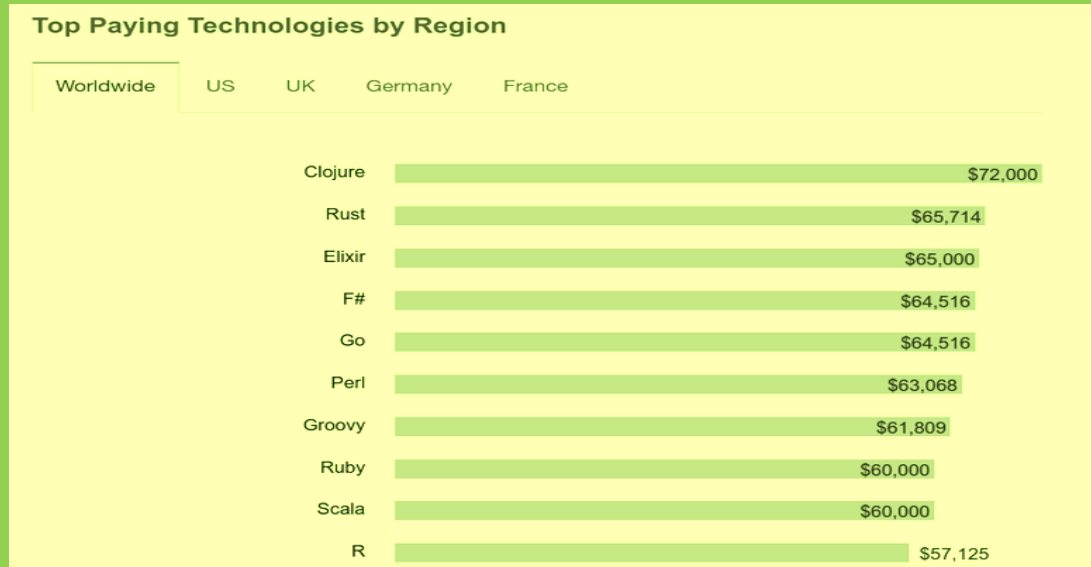 Top Paying Technologies by Region
Worldwide US UK Germany France
Clojure $72,000
Rust $65,714
Elixir $65,000
F# $64,516
Go $64,516
Perl $63,068
Groovy $61,809
Ruby $60,000
Scala $60,000
R $57,125